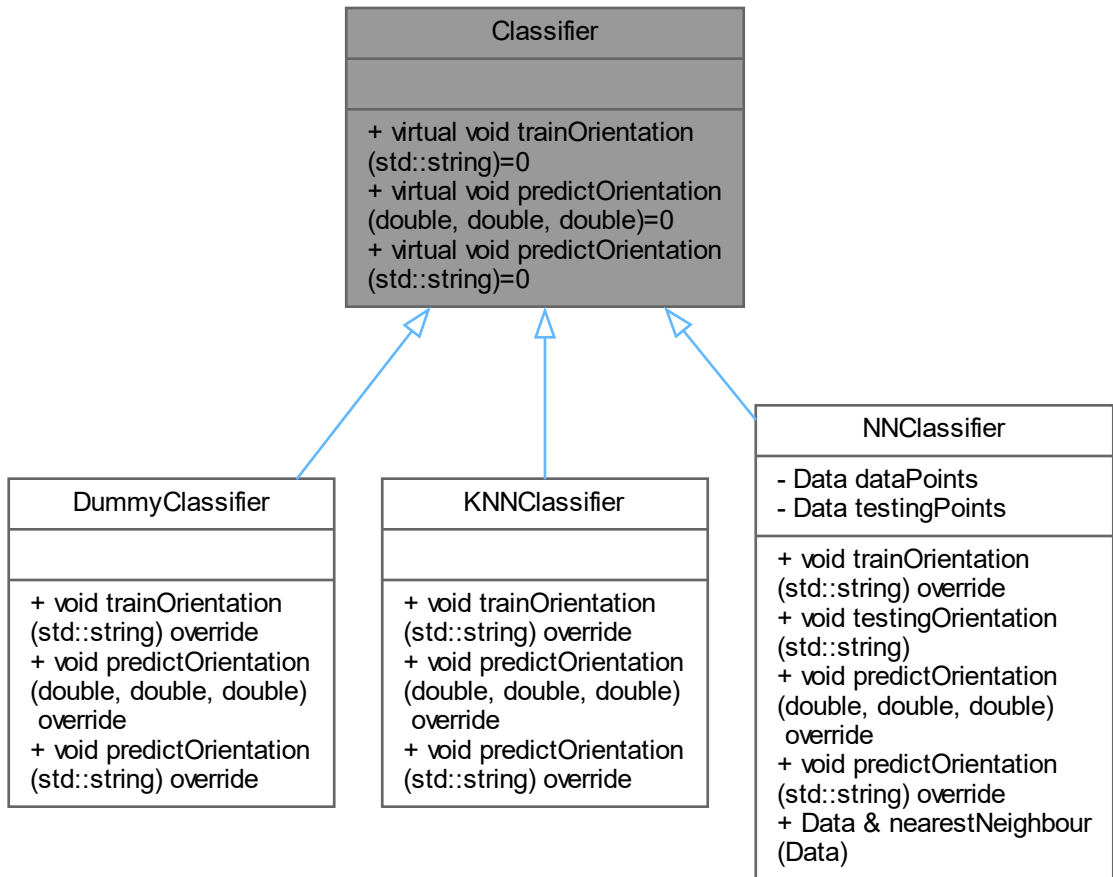 Classifier
+ virtual void trainOrientation
(std::string)=0
+ virtual void predictOrientation
(double, double, double)=0
+ virtual void predictOrientation
(std::string)=0
DummyClassifier
+ void trainOrientation
(std::string) override
+ void predictOrientation
(double, double, double)
override
+ void predictOrientation
(std::string) override
KNNClassifier
+ void trainOrientation
(std::string) override
+ void predictOrientation
(double, double, double)
override
+ void predictOrientation
(std::string) override
NNClassifier
- Data dataPoints
- Data testingPoints
+ void trainOrientation
(std::string) override
+ void testingOrientation
(std::string)
+ void predictOrientation
(double, double, double)
override
+ void predictOrientation
(std::string) override
+ Data & nearestNeighbour
(Data)